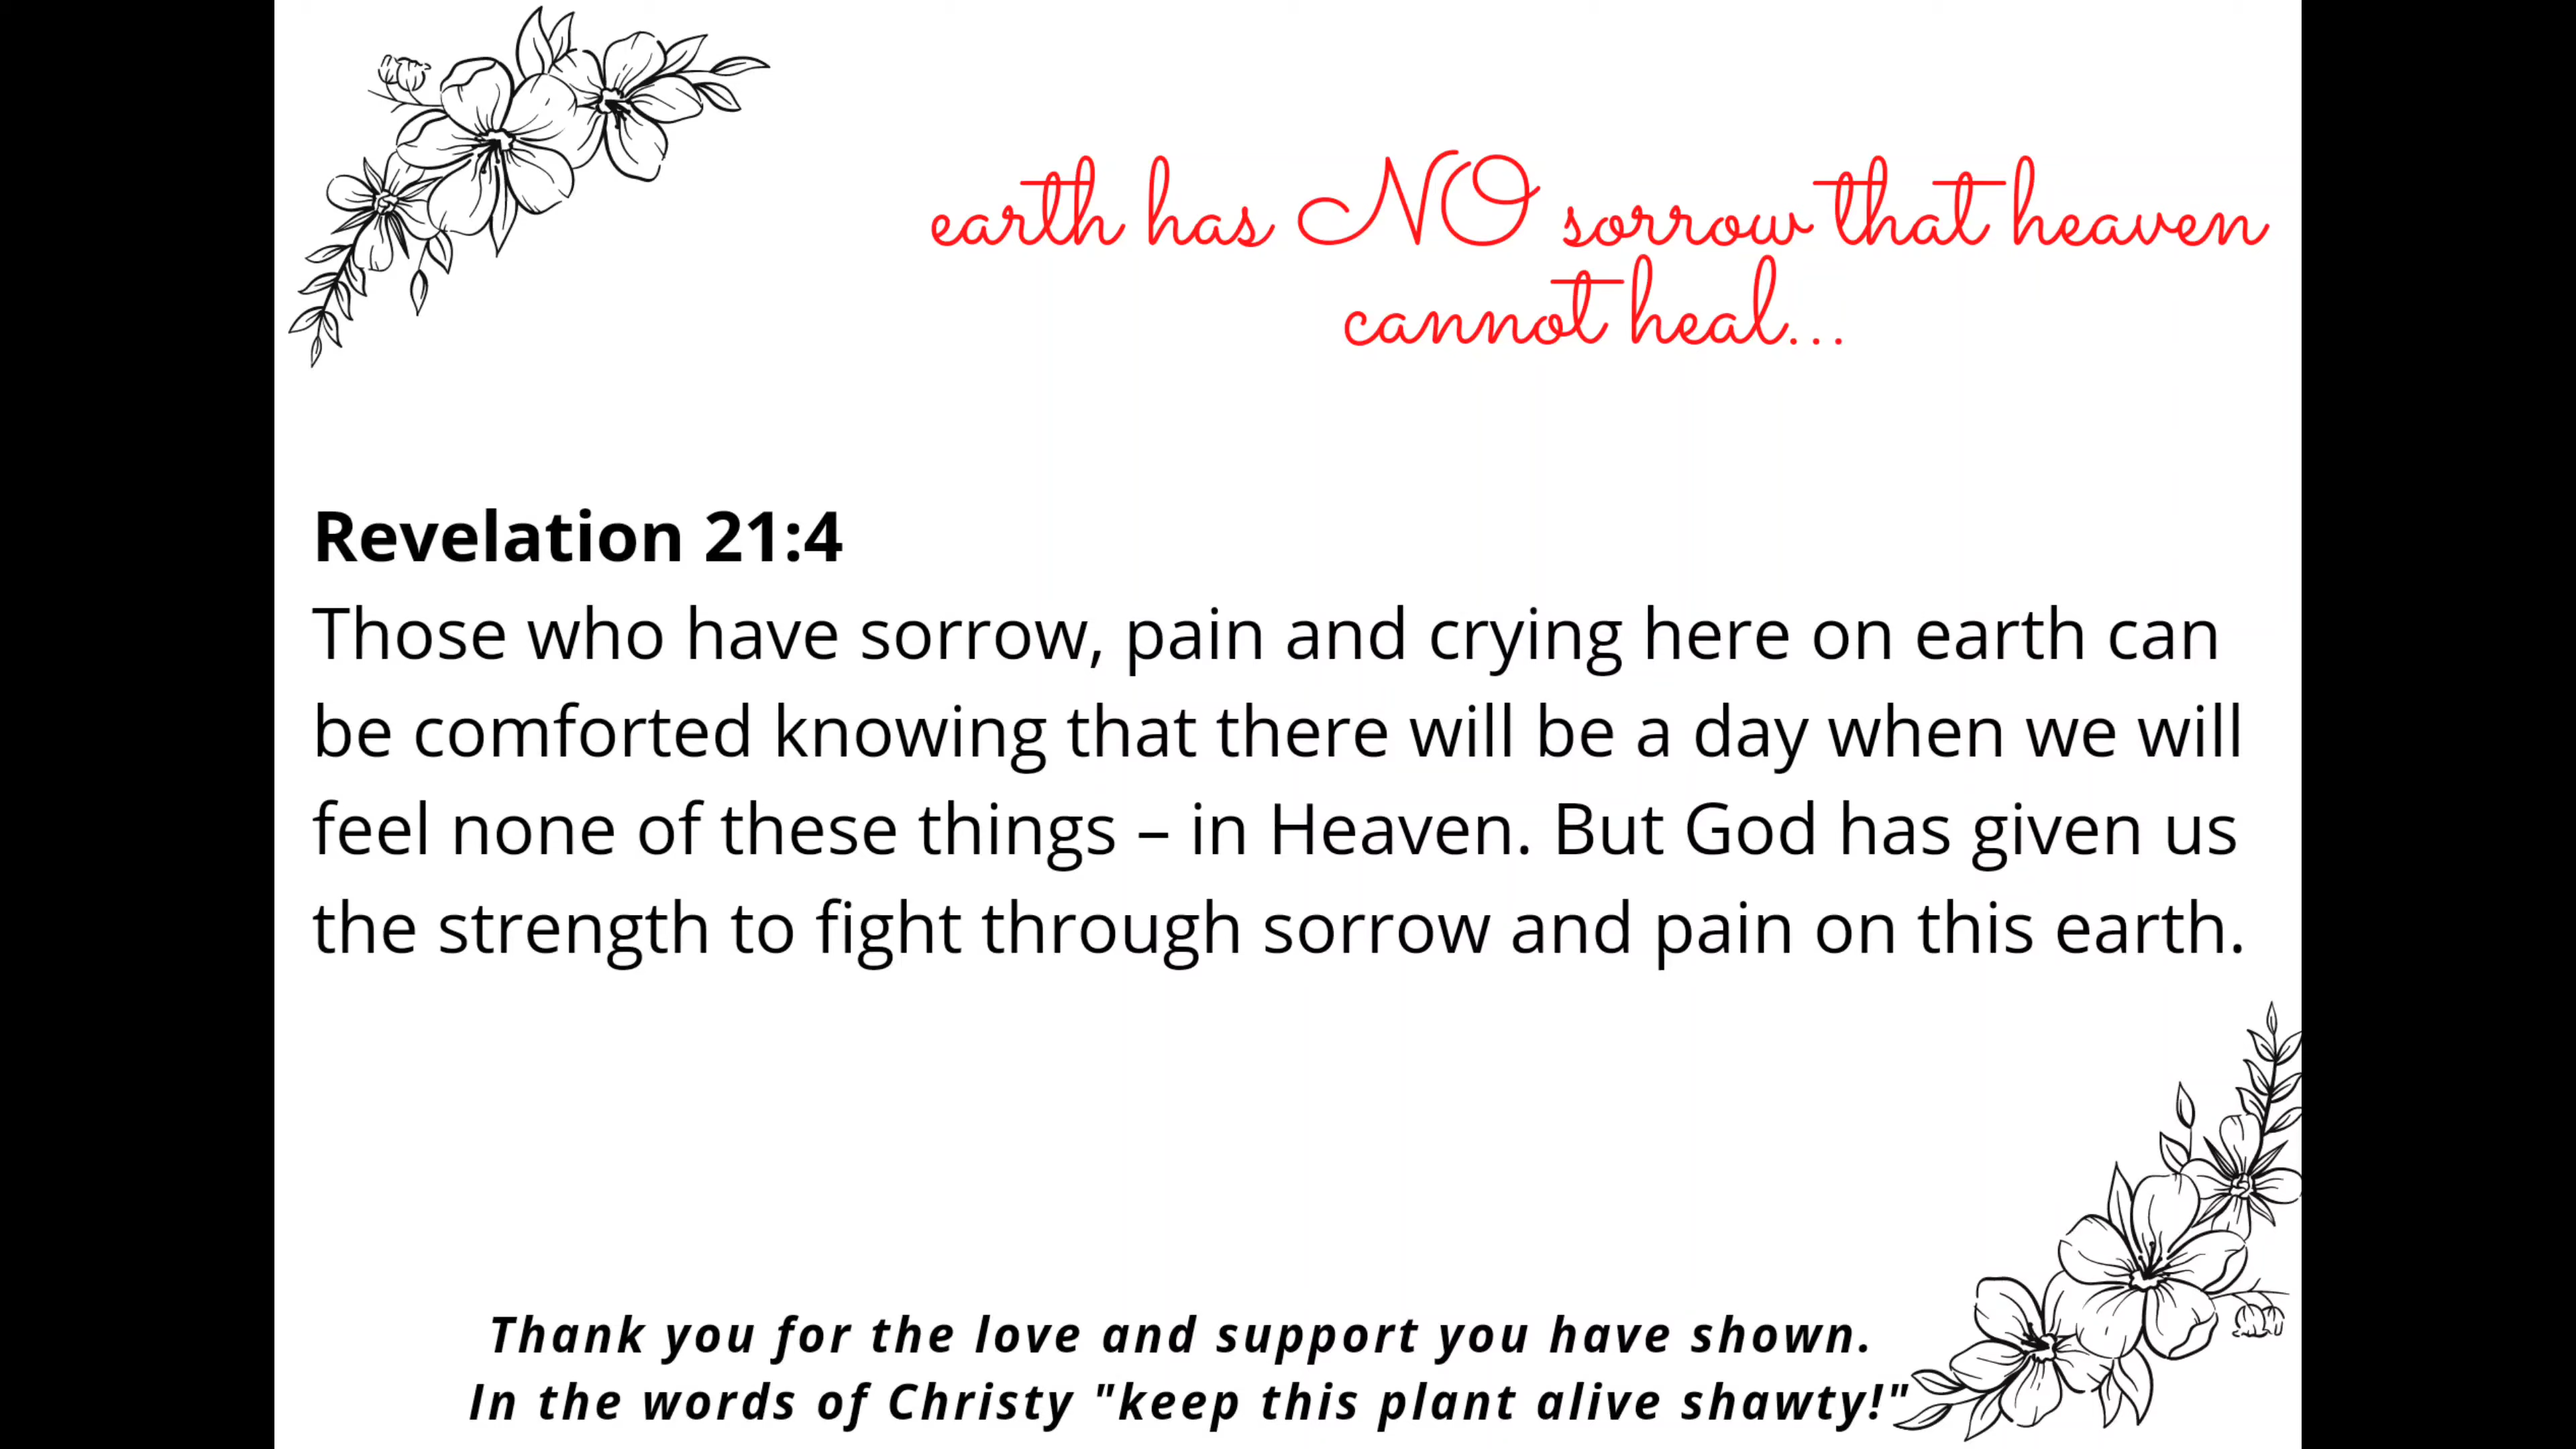 earth has NO sorrow that heaven
cannot heal...
Revelation 21:4
Those who have sorrow, pain and crying here on earth can
be comforted knowing that there will be a day when we will
feel none of these things – in Heaven. But God has given us
the strength to fight through sorrow and pain on this earth.
Thank you for the love and support you have shown.
In the words of Christy "keep this plant alive shawty!"